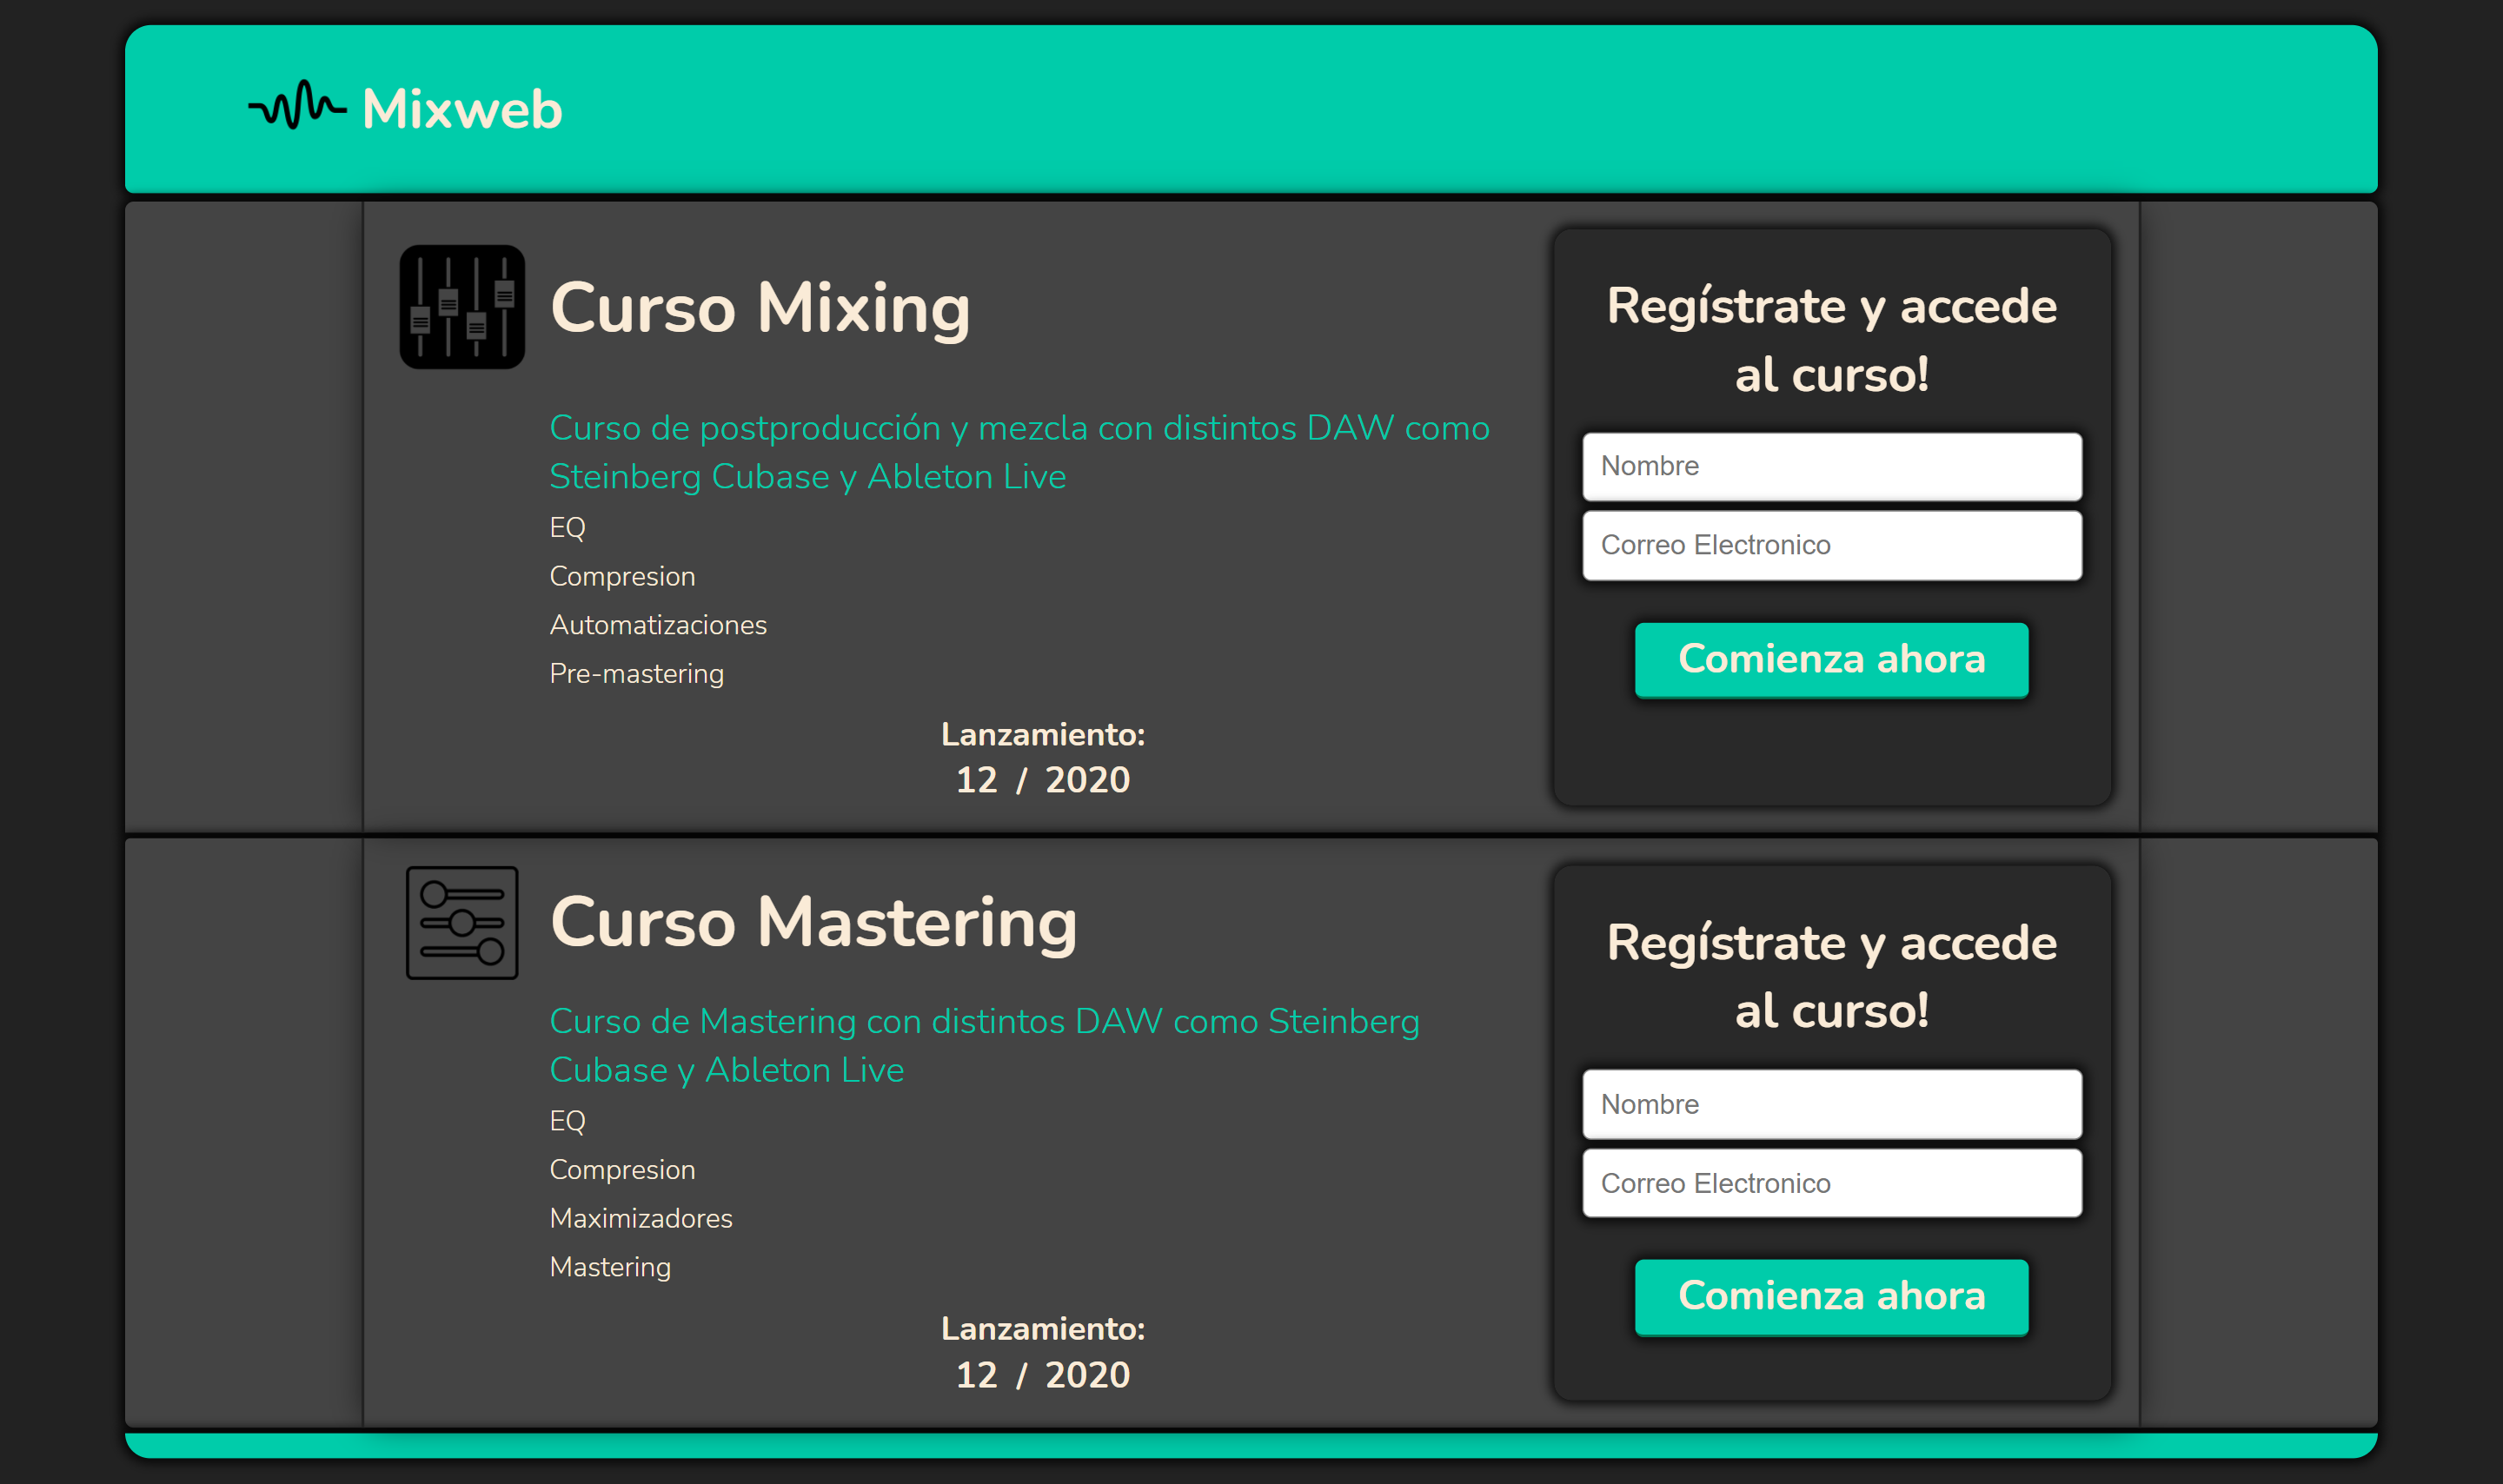 Mixweb
Curso Mixing
Curso de postproducción y mezcla con distintos DAW como
Steinberg Cubase y Ableton Live
EQ
Compresion
Automatizaciones
Pre-mastering
Lanzamiento:
12 / 2020
Regístrate y accede
al curso!
Nombre
Correo Electronico
Comienza ahora
Curso Mastering
Curso de Mastering con distintos DAW como Steinberg
Cubase y Ableton Live
EQ
Compresion
Maximizadores
Mastering
Lanzamiento:
12 / 2020
Regístrate y accede
al curso!
Nombre
Correo Electronico
Comienza ahora